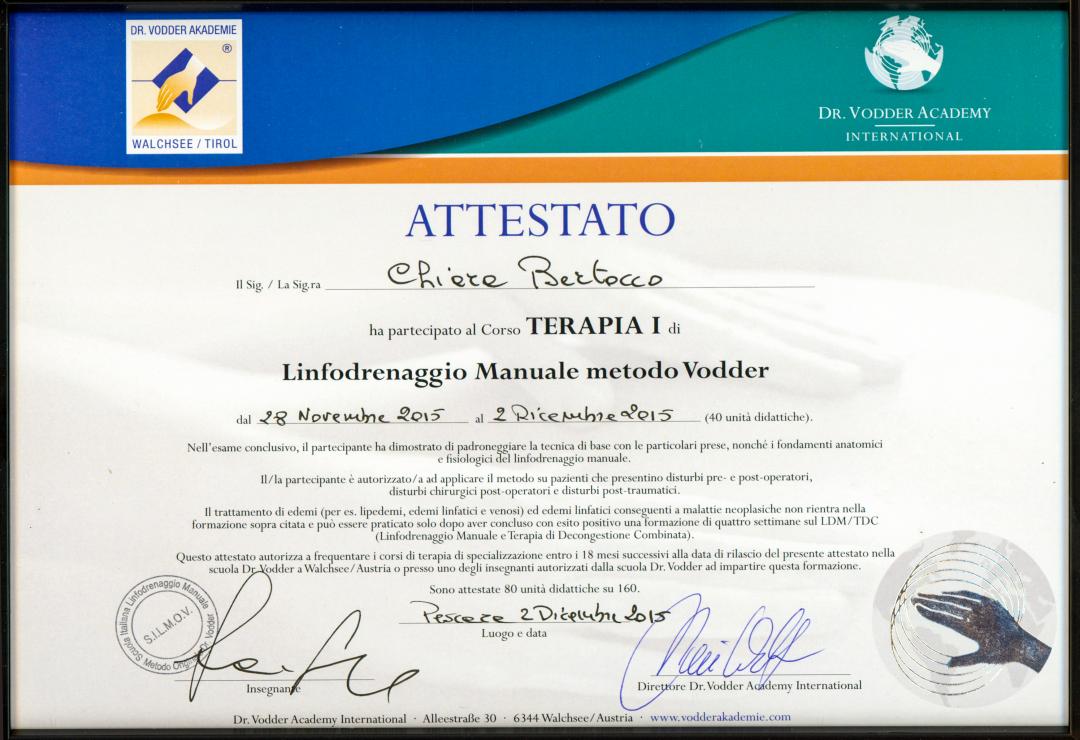 DR. VODDER AKADEMIE
®
WALCHSEE / TIROL
DR. VODDER ACADEMY
INTERNATIONAL
ATTESTATO
Il Sig. / La Sig.ra Chiara Bertocco
ha partecipato al Corso TERAPIA I di
Linfodrenaggio Manuale metodo Vodder
dal 28 Novembre 2015 al 2 Dicembre 2015 (40 unità didattiche).
Nell'esame conclusivo, il partecipante ha dimostrato di padroneggiare la tecnica di base con le particolari prese, nonché i fondamenti anatomici
e fisiologici del linfodrenaggio manuale.
Il/la partecipante è autorizzato/a ad applicare il metodo su pazienti che presentino disturbi pre- e post-operatori,
disturbi chirurgici post-operatori e disturbi post-traumatici.
Il trattamento di edemi (per es. lipedemi, edemi linfatici e venosi) ed edemi linfatici conseguenti a malattie neoplasiche non rientra nella
formazione sopra citata e può essere praticato solo dopo aver concluso con esito positivo una formazione di quattro settimane sul LDM/TDC
(Linfodrenaggio Manuale e Terapia di Decongestione Combinata).
Questo attestato autorizza a frequentare i corsi di terapia di specializzazione entro i 18 mesi successivi alla data di rilascio del presente attestato nella
scuola Dr. Vodder a Walchsee/Austria o presso uno degli insegnanti autorizzati dalla scuola Dr. Vodder ad impartire questa formazione.
Sono attestate 80 unità didattiche su 160.
Pescara 2 Dicembre 2015
Luogo e data
Scuola Italiana Linfodrenaggio Manuale
S.I.L.M.O.V.
Metodo Original Dr. Vodder
Insegnante
Direttore Dr. Vodder Academy International
Dr. Vodder Academy International · Alleestraße 30 · 6344 Walchsee/Austria · www.vodderakademie.com